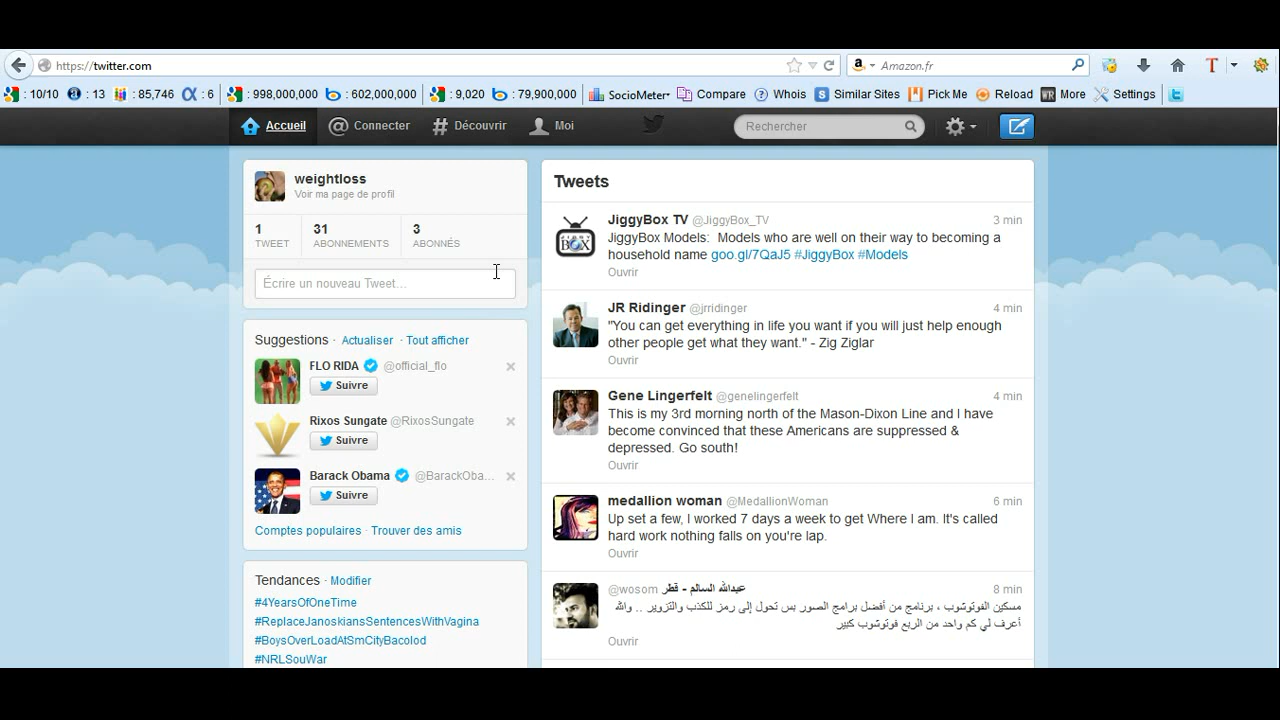 https://twitter.com
Amazon.fr
: 10/10 : 13 : 85,746 : 6 : 998,000,000 : 602,000,000 : 9,020 : 79,900,000 SocioMeter Compare Whois Similar Sites Pick Me Reload More Settings
Accueil Connecter Découvrir Moi Rechercher
weightloss
Voir ma page de profil
1 31 3
TWEET ABONNEMENTS ABONNÉS
Écrire un nouveau Tweet...
Suggestions · Actualiser · Tout afficher
FLO RIDA @official_flo
Suivre
Rixos Sungate @RixosSungate
Suivre
Barack Obama @BarackOba...
Suivre
Comptes populaires · Trouver des amis
Tendances · Modifier
#4YearsOfOneTime
#ReplaceJanoskiansSentencesWithVagina
#BoysOverLoadAtSmCityBacolod
#NRLSouWar
Tweets
JiggyBox TV @JiggyBox_TV 3 min
JiggyBox Models: Models who are well on their way to becoming a
household name goo.gl/7QaJ5 #JiggyBox #Models
Ouvrir
JR Ridinger @jrridinger 4 min
"You can get everything in life you want if you will just help enough
other people get what they want." - Zig Ziglar
Ouvrir
Gene Lingerfelt @genelingerfelt 4 min
This is my 3rd morning north of the Mason-Dixon Line and I have
become convinced that these Americans are suppressed &
depressed. Go south!
Ouvrir
medallion woman @MedallionWoman 6 min
Up set a few, I worked 7 days a week to get Where I am. It's called
hard work nothing falls on you're lap.
Ouvrir
@wosom عبدالله السالم - قطر 8 min
مسكين الفوتوشوب ، برنامج من أفضل برامج الصور بس تحول إلى رمز للكذب والتزوير .. والله
أعرف لي كم واحد من الربع فوتوشوب كبير
Ouvrir